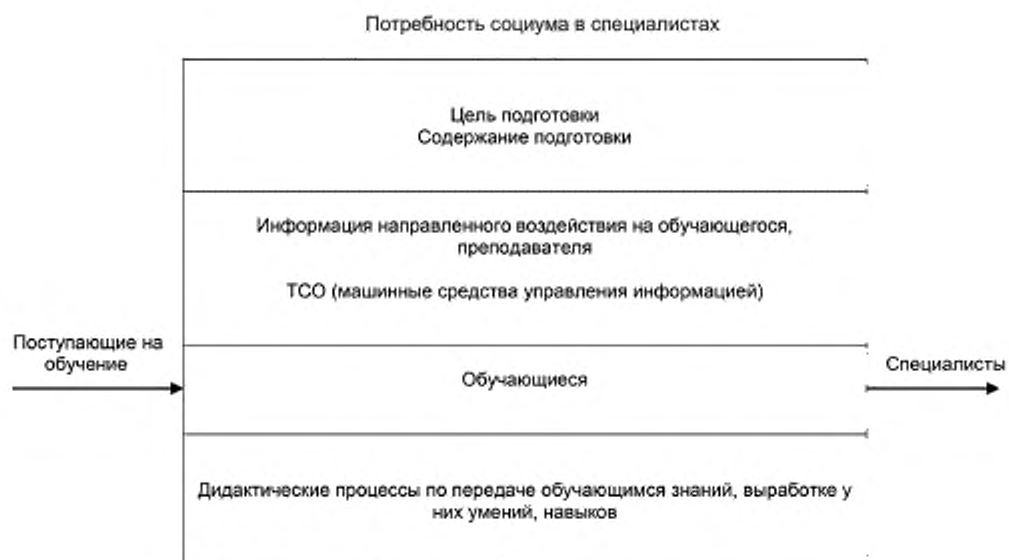 Потребность социума в специалистах
Цель подготовки
Содержание подготовки
Информация направленного воздействия на обучающегося,
преподавателя
ТСО (машинные средства управления информацией)
Поступающие на
обучение
Обучающиеся
Специалисты
Дидактические процессы по передаче обучающимся знаний, выработке у
них умений, навыков